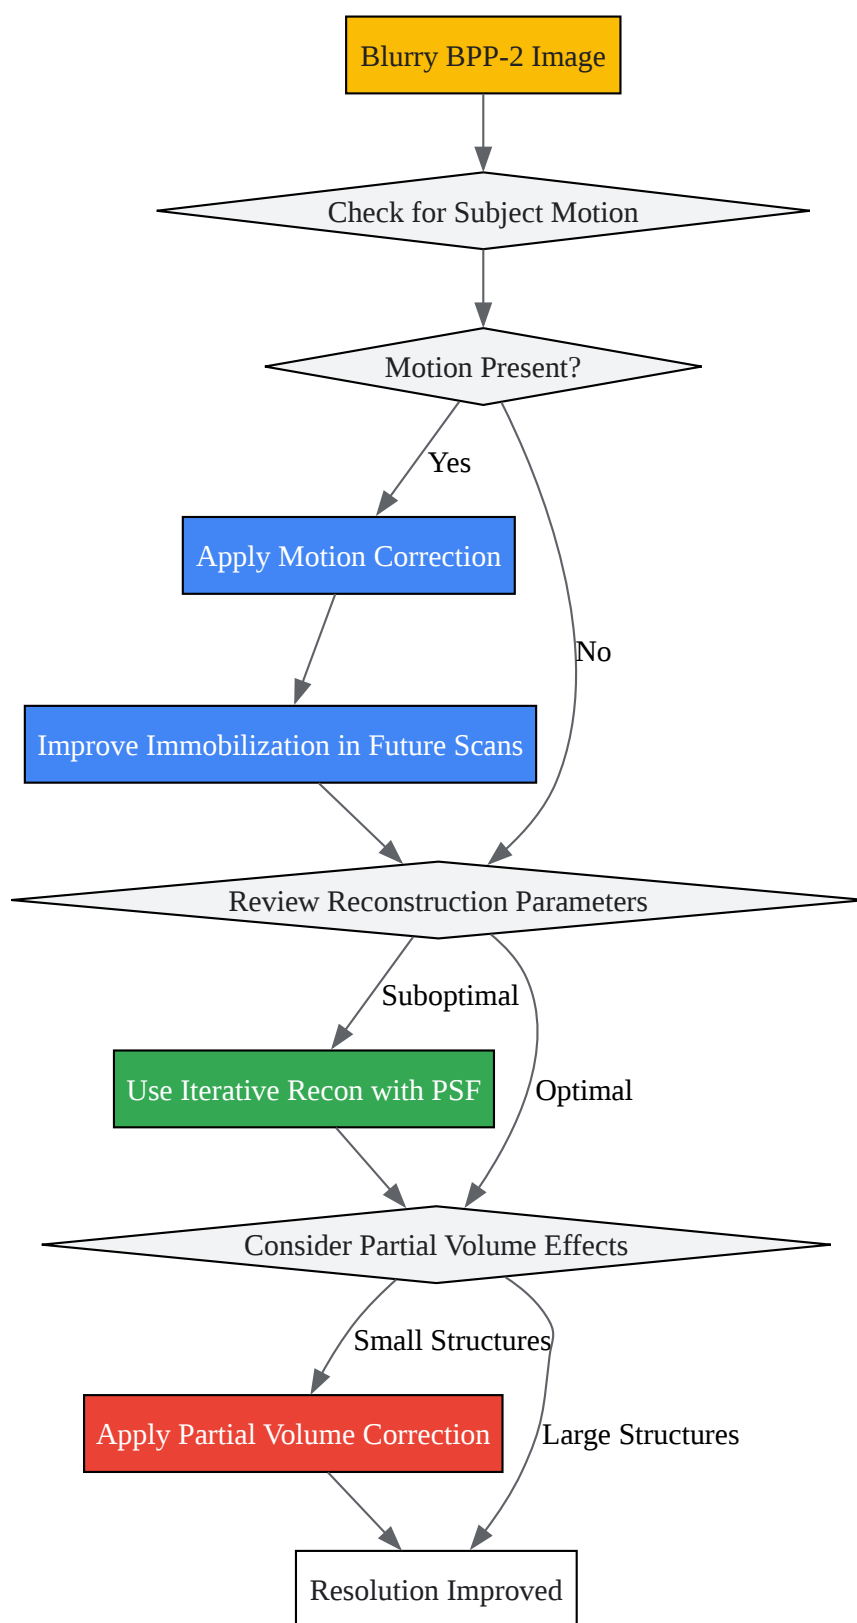 Blurry BPP-2 Image
Check for Subject Motion
Motion Present?
Yes
Apply Motion Correction
No
Improve Immobilization in Future Scans
Review Reconstruction Parameters
Suboptimal
Use Iterative Recon with PSF
Optimal
Consider Partial Volume Effects
Small Structures
Apply Partial Volume Correction
Large Structures
Resolution Improved